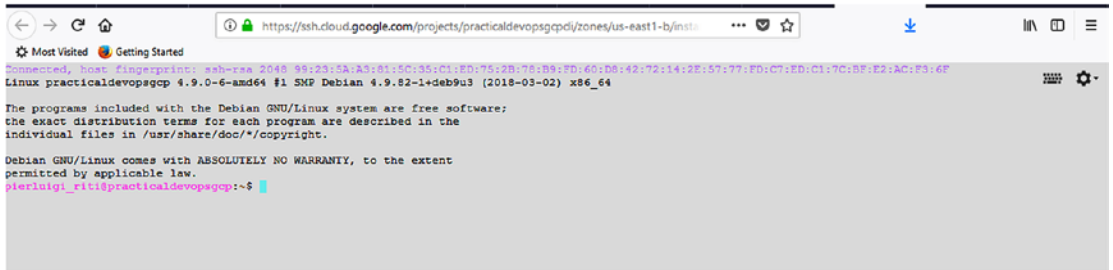 https://ssh.cloud.google.com/projects/practicaldevopsgcpdi/zones/us-east1-b/insta
Most Visited Getting Started
Connected, host fingerprint: ssh-rsa 2048 99:23:5A:A3:81:5C:35:C1:ED:75:2B:78:B9:FD:60:D8:42:72:14:2E:57:77:FD:C7:ED:C1:7C:BF:E2:AC:F3:6F
Linux practicaldevopsgcp 4.9.0-6-amd64 #1 SMP Debian 4.9.82-1+deb9u3 (2018-03-02) x86_64
The programs included with the Debian GNU/Linux system are free software;
the exact distribution terms for each program are described in the
individual files in /usr/share/doc/*/copyright.
Debian GNU/Linux comes with ABSOLUTELY NO WARRANTY, to the extent
permitted by applicable law.
pierluigi_riti@practicaldevopsgcp:~$